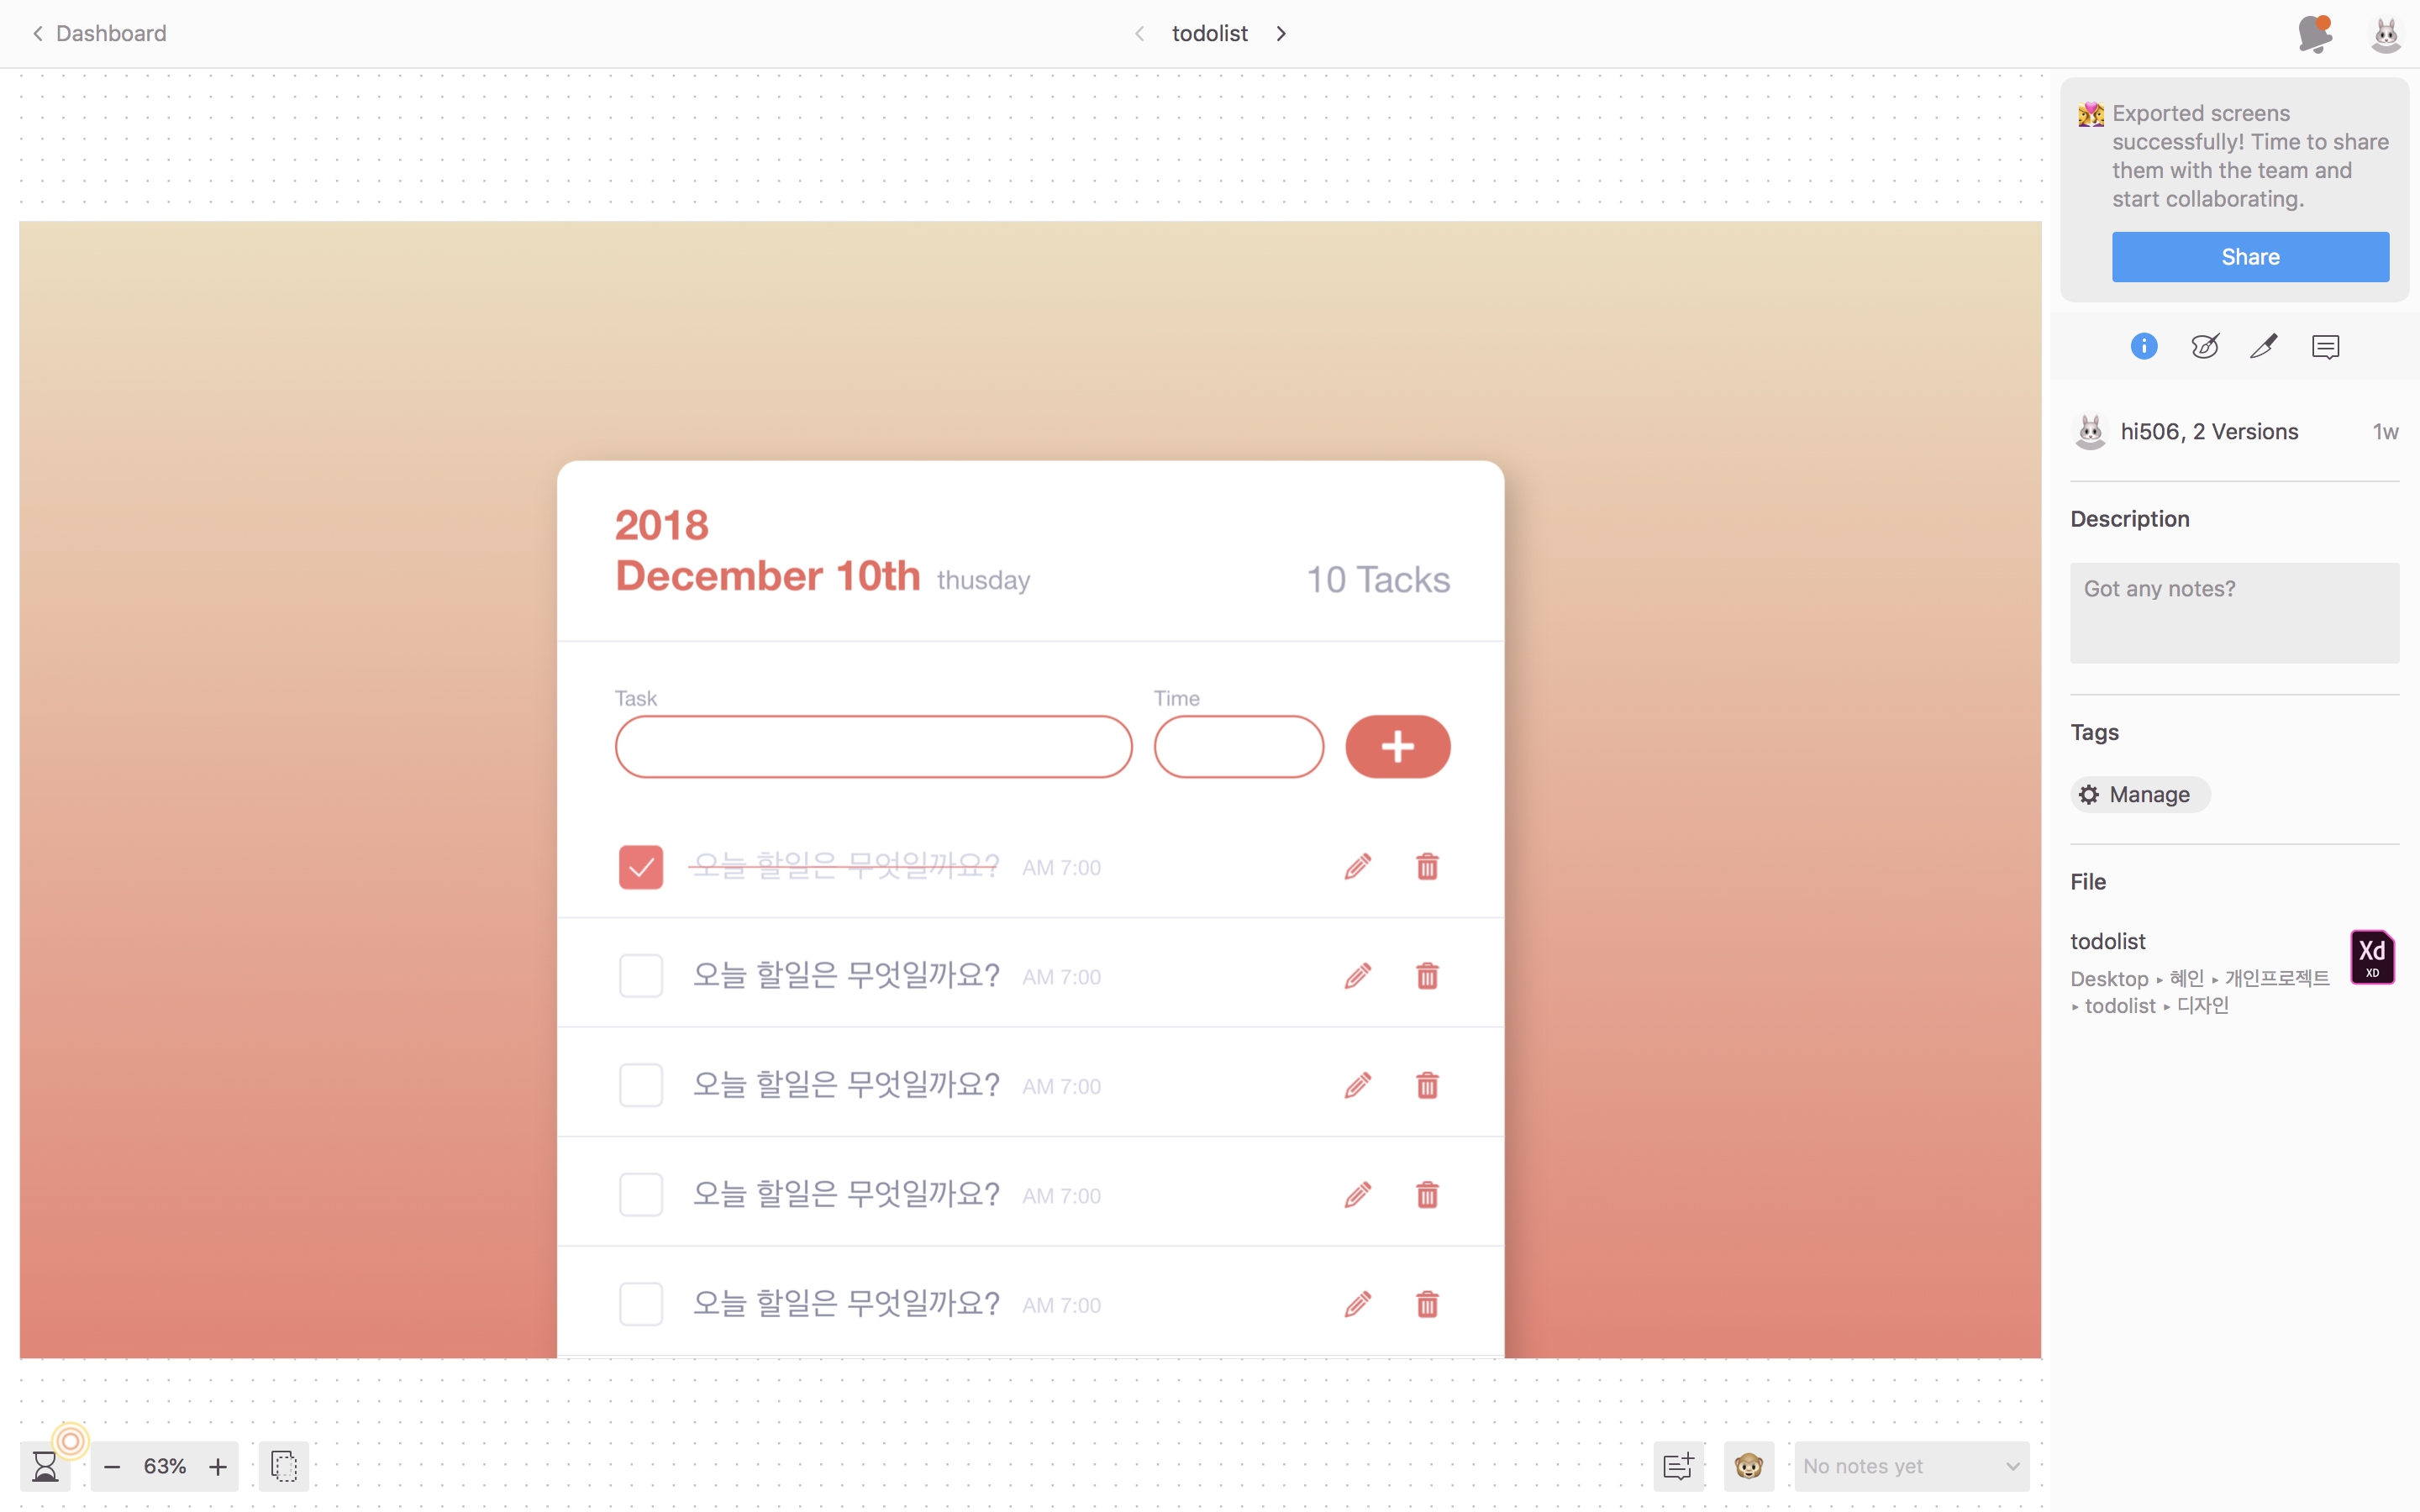 Dashboard
todolist
Exported screens
successfully! Time to share
them with the team and
start collaborating.
Share
hi506, 2 Versions 1w
Description
Got any notes?
Tags
Manage
File
todolist
Desktop ▸ 혜인 ▸ 개인프로젝트
▸ todolist ▸ 디자인
Xd
XD
2018
December 10th thusday
10 Tacks
Task
Time
오늘 할일은 무엇일까요? AM 7:00
오늘 할일은 무엇일까요? AM 7:00
오늘 할일은 무엇일까요? AM 7:00
오늘 할일은 무엇일까요? AM 7:00
오늘 할일은 무엇일까요? AM 7:00
63%
No notes yet